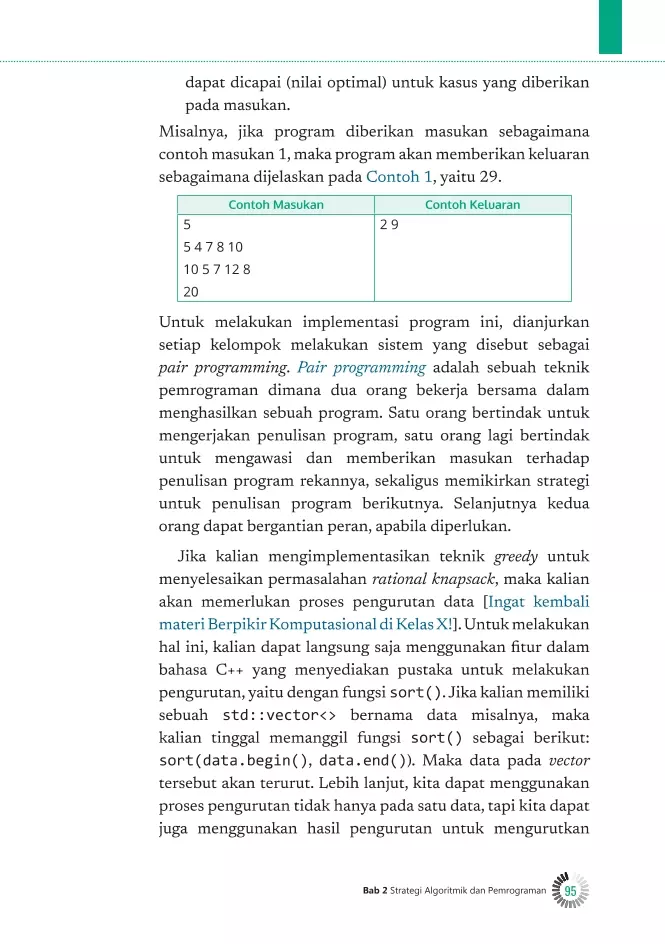 dapat dicapai (nilai optimal) untuk kasus yang diberikan
pada masukan.
Misalnya, jika program diberikan masukan sebagaimana
contoh masukan 1, maka program akan memberikan keluaran
sebagaimana dijelaskan pada Contoh 1, yaitu 29.
Contoh Masukan Contoh Keluaran
5 2 9
5 4 7 8 10
10 5 7 12 8
20
Untuk melakukan implementasi program ini, dianjurkan
setiap kelompok melakukan sistem yang disebut sebagai
pair programming. Pair programming adalah sebuah teknik
pemrograman dimana dua orang bekerja bersama dalam
menghasilkan sebuah program. Satu orang bertindak untuk
mengerjakan penulisan program, satu orang lagi bertindak
untuk mengawasi dan memberikan masukan terhadap
penulisan program rekannya, sekaligus memikirkan strategi
untuk penulisan program berikutnya. Selanjutnya kedua
orang dapat bergantian peran, apabila diperlukan.
Jika kalian mengimplementasikan teknik greedy untuk
menyelesaikan permasalahan rational knapsack, maka kalian
akan memerlukan proses pengurutan data [Ingat kembali
materi Berpikir Komputasional di Kelas X!]. Untuk melakukan
hal ini, kalian dapat langsung saja menggunakan fitur dalam
bahasa C++ yang menyediakan pustaka untuk melakukan
pengurutan, yaitu dengan fungsi sort(). Jika kalian memiliki
sebuah std::vector<> bernama data misalnya, maka
kalian tinggal memanggil fungsi sort() sebagai berikut:
sort(data.begin(), data.end()). Maka data pada vector
tersebut akan terurut. Lebih lanjut, kita dapat menggunakan
proses pengurutan tidak hanya pada satu data, tapi kita dapat
juga menggunakan hasil pengurutan untuk mengurutkan
Bab 2 Strategi Algoritmik dan Pemrograman 95